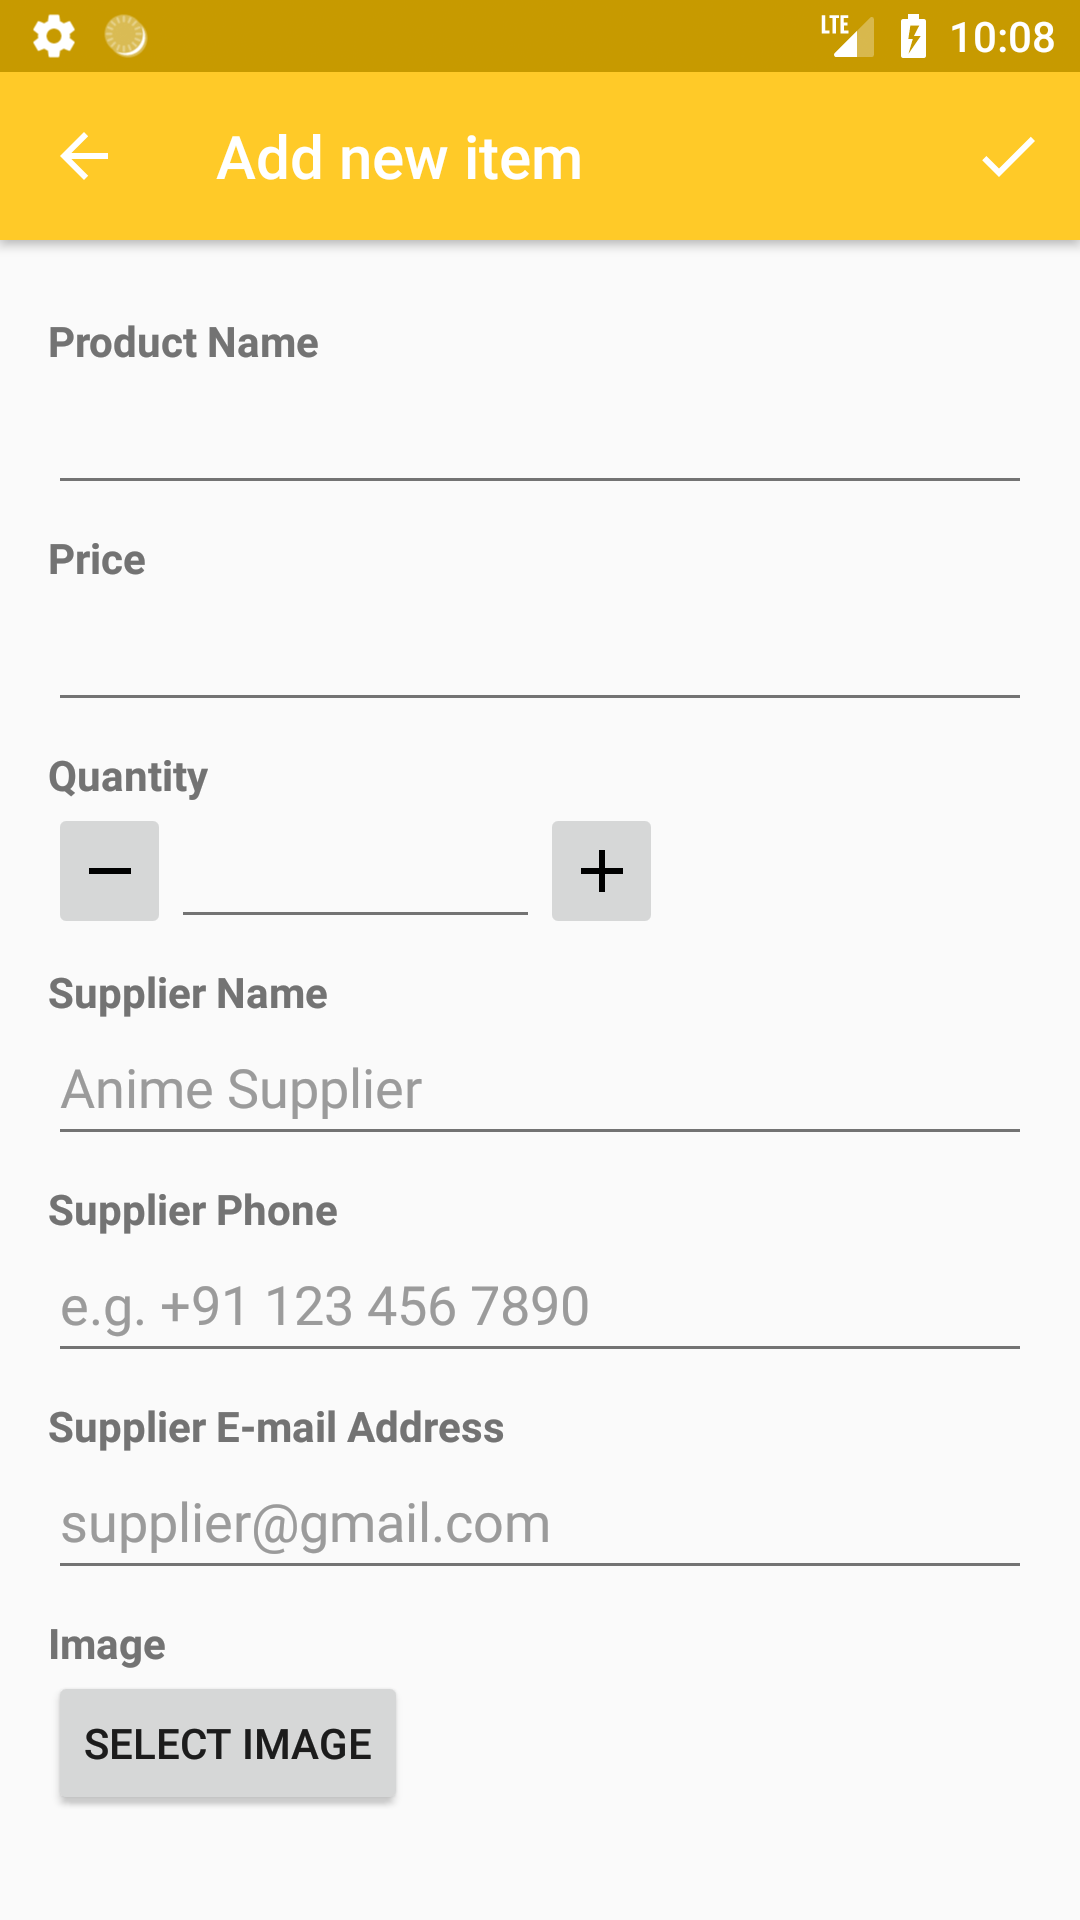 LTE 10:08
Add new item
Product Name
Price
Quantity
Supplier Name
Anime Supplier
Supplier Phone
e.g. +91 123 456 7890
Supplier E-mail Address
supplier@gmail.com
Image
SELECT IMAGE